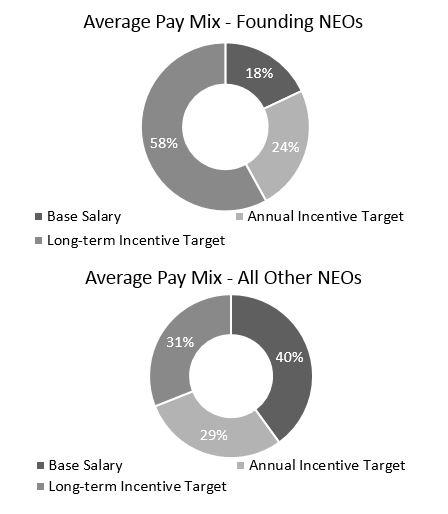 Average Pay Mix - Founding NEOs
18%
58%
24%
Base Salary Annual Incentive Target
Long-term Incentive Target
Average Pay Mix - All Other NEOs
31%
40%
29%
Base Salary Annual Incentive Target
Long-term Incentive Target